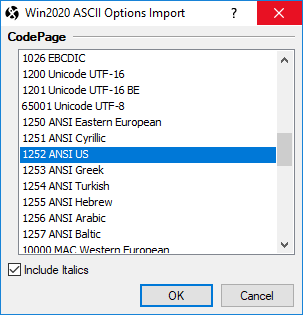 Win2020 ASCII Options Import
CodePage
1026 EBCDIC
1200 Unicode UTF-16
1201 Unicode UTF-16 BE
65001 Unicode UTF-8
1250 ANSI Eastern European
1251 ANSI Cyrillic
1252 ANSI US
1253 ANSI Greek
1254 ANSI Turkish
1255 ANSI Hebrew
1256 ANSI Arabic
1257 ANSI Baltic
10000 MAC Western European
Include Italics
OK
Cancel